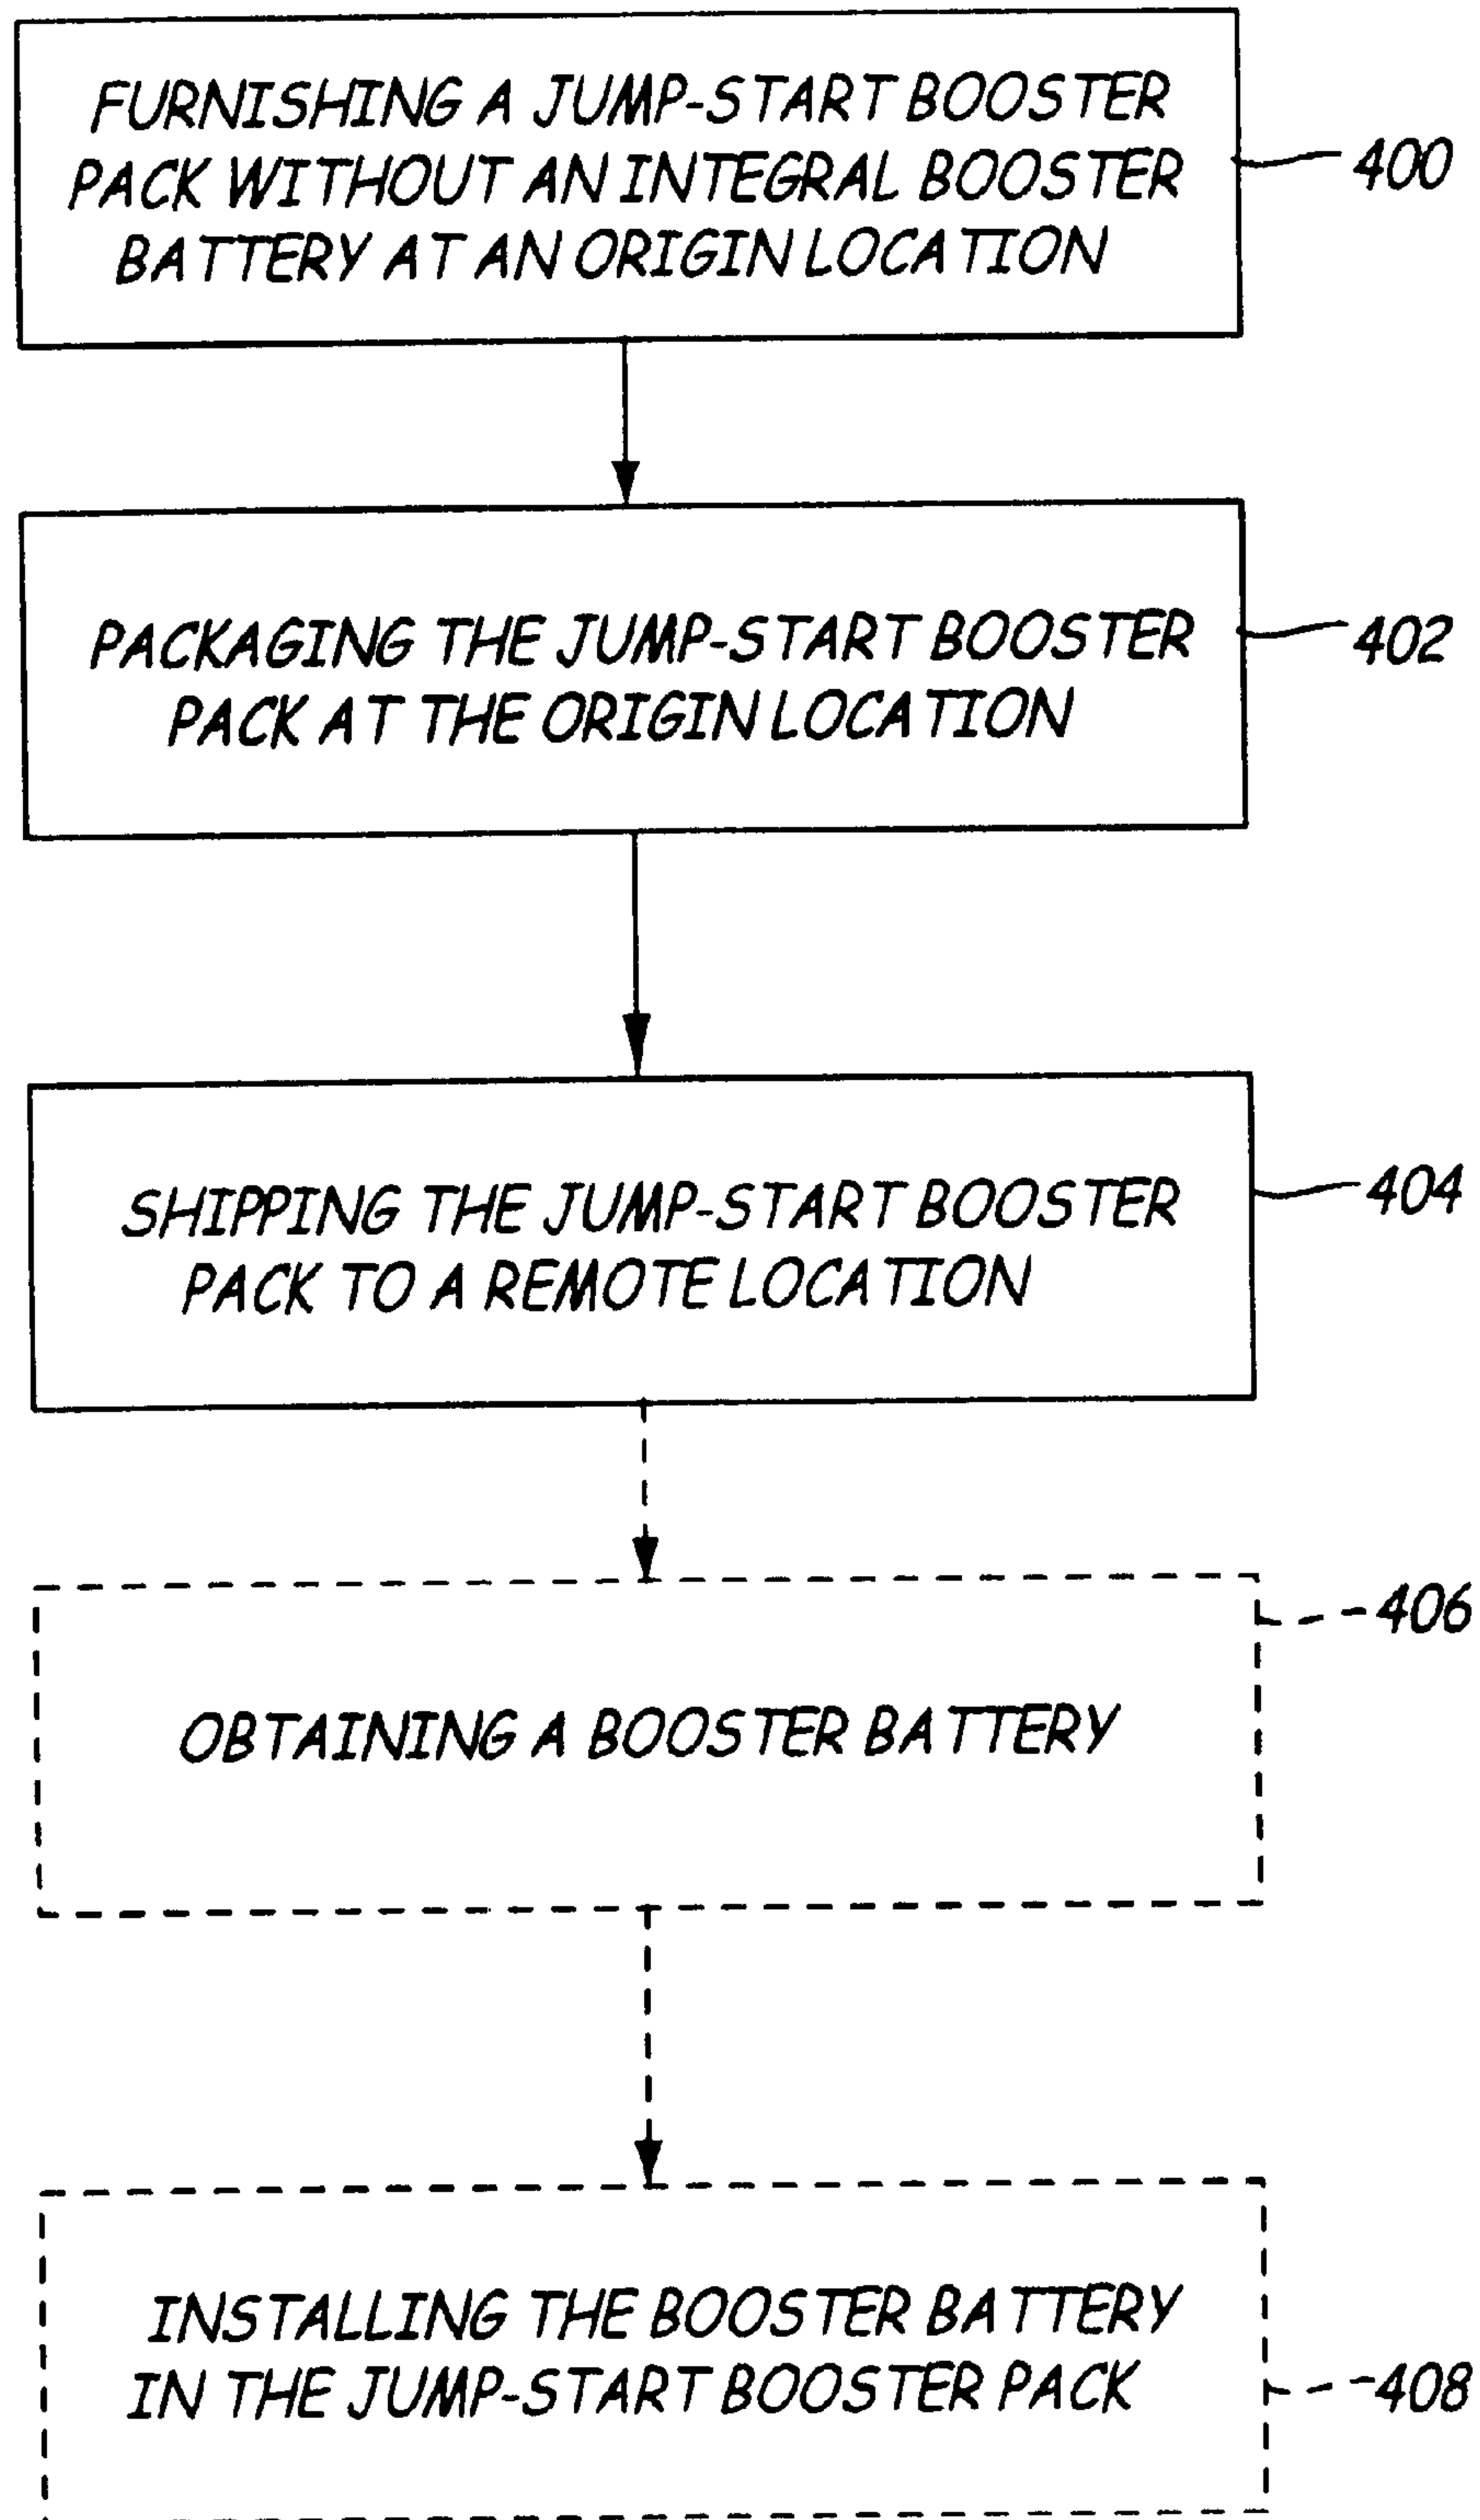 FURNISHING A JUMP-START BOOSTER
PACK WITHOUT AN INTEGRAL BOOSTER
BATTERY AT AN ORIGIN LOCATION
400
PACKAGING THE JUMP-START BOOSTER
PACK AT THE ORIGIN LOCATION
402
SHIPPING THE JUMP-START BOOSTER
PACK TO A REMOTE LOCATION
404
OBTAINING A BOOSTER BATTERY
406
INSTALLING THE BOOSTER BATTERY
IN THE JUMP-START BOOSTER PACK
408